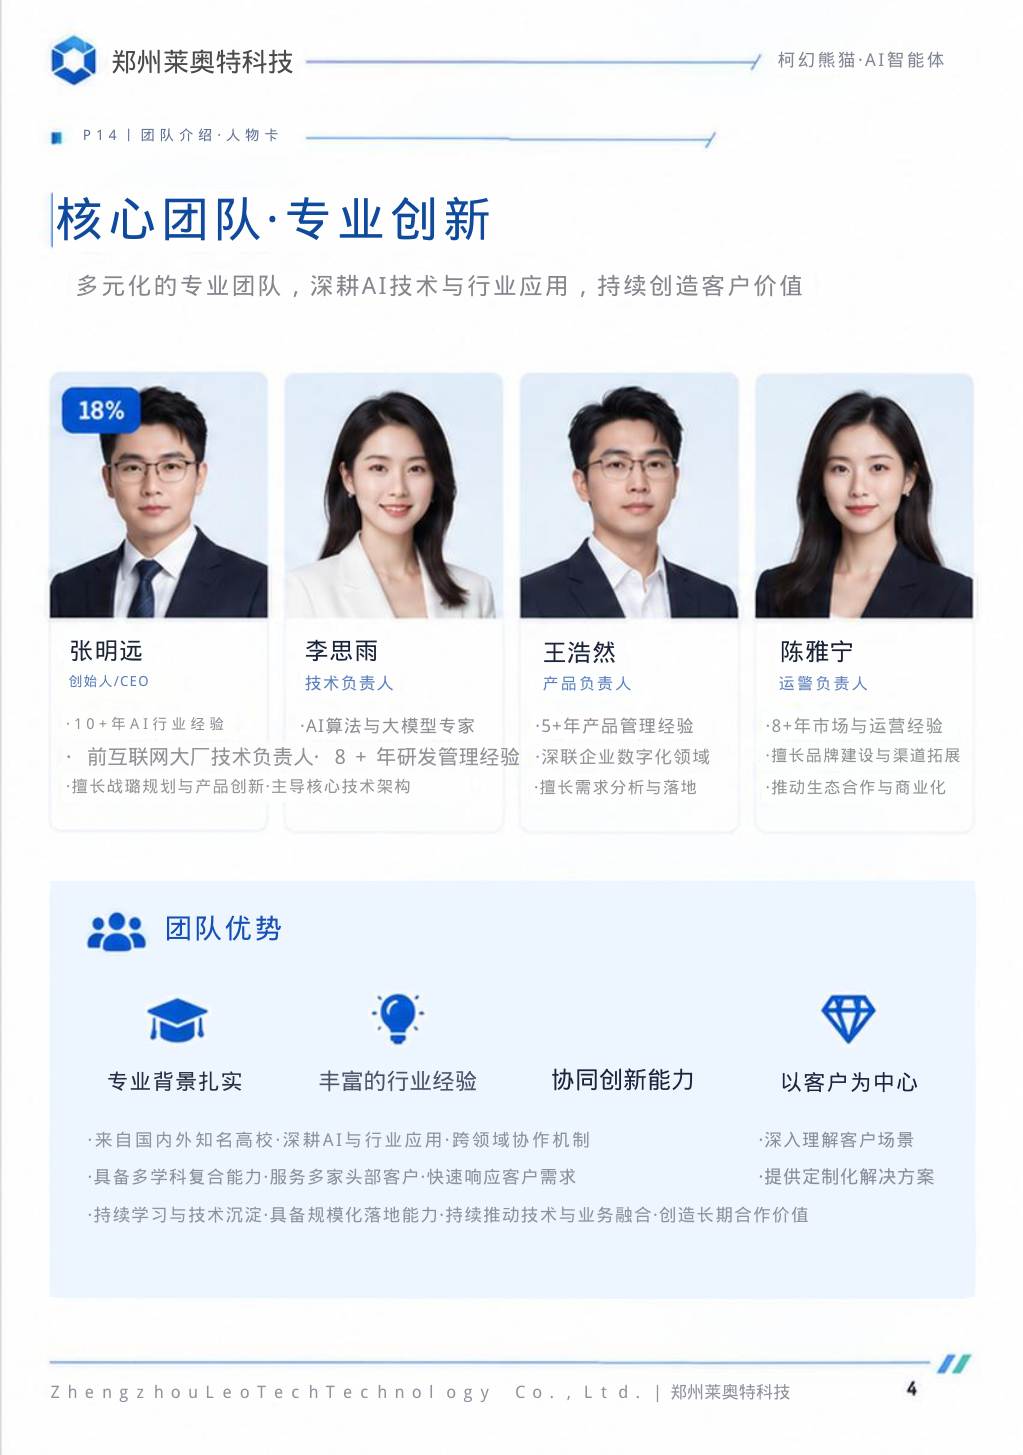 郑州莱奥特科技
柯幻熊猫·AI智能体
P14丨团队介绍·人物卡
核心团队·专业创新
多元化的专业团队，深耕AI技术与行业应用，持续创造客户价值
18%
张明远
创始人/CEO
李思雨
技术负责人
王浩然
产品负责人
陈雅宁
运警负责人
·10+年AI行业经验
·AI算法与大模型专家
·5+年产品管理经验
·8+年市场与运营经验
· 前互联网大厂技术负责人· 8 + 年研发管理经验
·深联企业数字化领域
·擅长品牌建设与渠道拓展
·擅长战璐规划与产品创新·主导核心技术架构
·擅长需求分析与落地
·推动生态合作与商业化
团队优势
专业背景扎实
丰富的行业经验
协同创新能力
以客户为中心
·来自国内外知名高校·深耕AI与行业应用·跨领域协作机制
·深入理解客户场景
·具备多学科复合能力·服务多家头部客户·快速响应客户需求
·提供定制化解决方案
·持续学习与技术沉淀·具备规模化落地能力·持续推动技术与业务融合·创造长期合作价值
ZhengzhouLeoTechTechnology Co.,Ltd.|郑州莱奥特科技
4